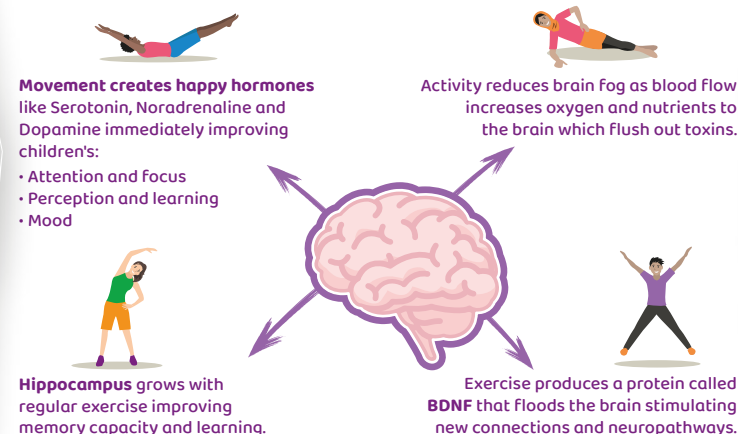 Movement creates happy hormones
like Serotonin, Noradrenaline and
Dopamine immediately improving
children's:
• Attention and focus
• Perception and learning
• Mood
Activity reduces brain fog as blood flow
increases oxygen and nutrients to
the brain which flush out toxins.
Hippocampus grows with
regular exercise improving
memory capacity and learning.
Exercise produces a protein called
BDNF that floods the brain stimulating
new connections and neuropathways.